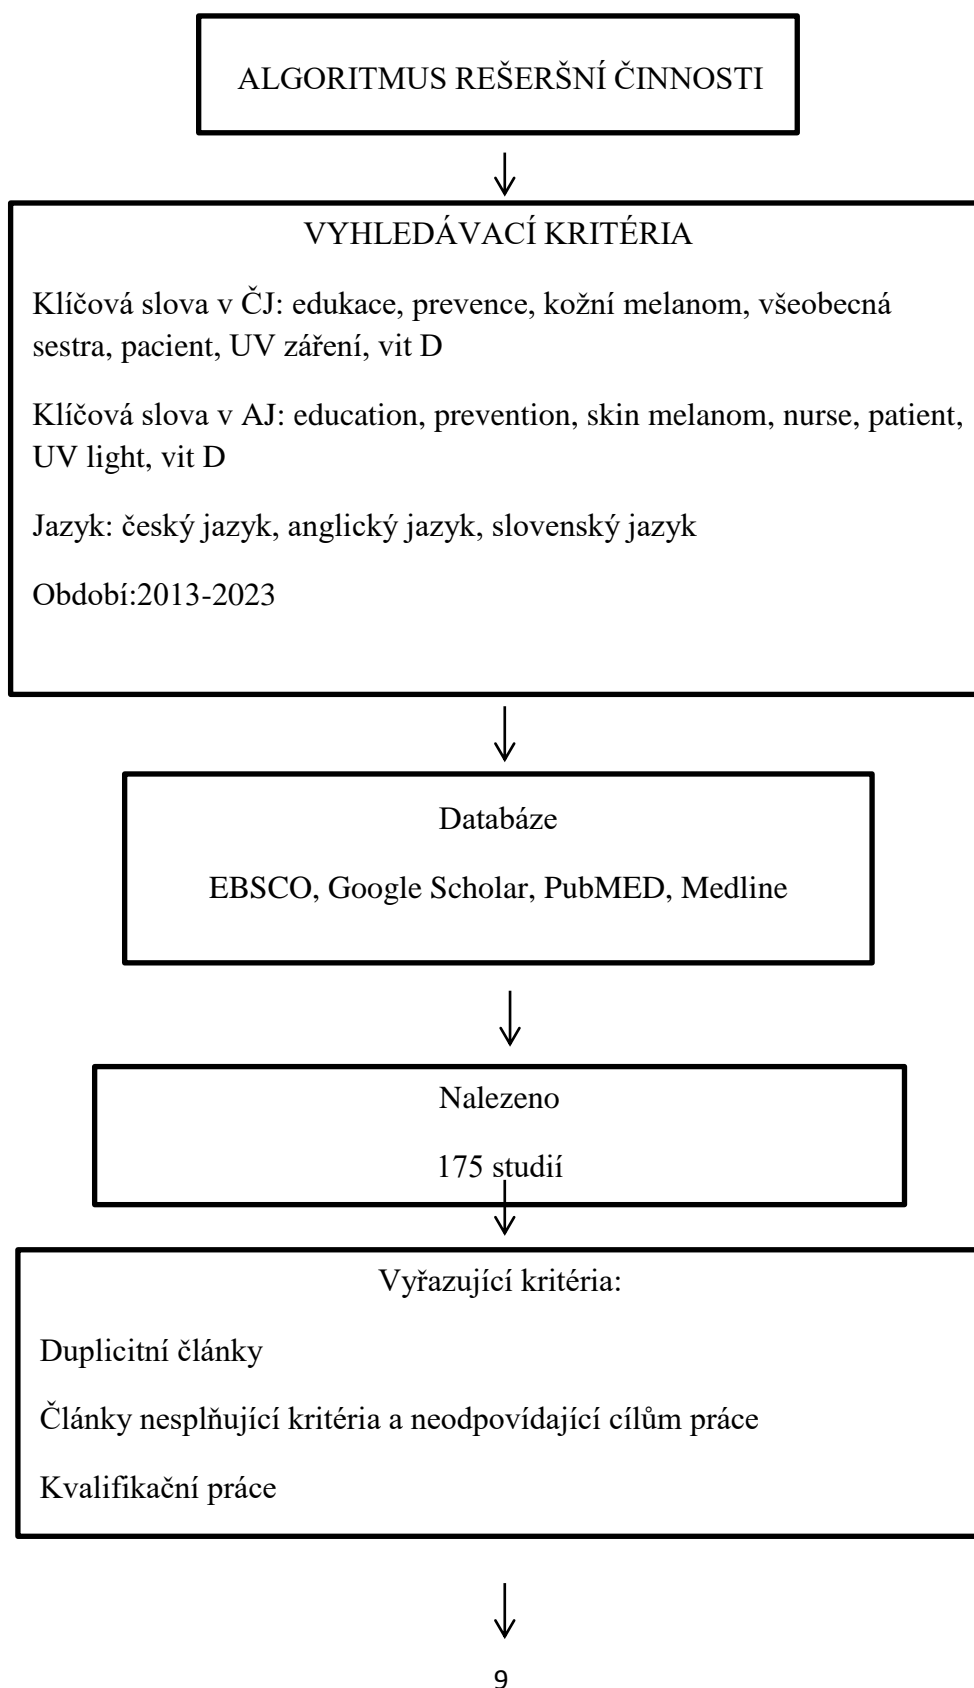 ALGORITMUS REŠERŠNÍ ČINNOSTI
VYHLEDÁVACÍ KRITÉRIA
Klíčová slova v ČJ: edukace, prevence, kožní melanom, všeobecná
sestra, pacient, UV záření, vit D
Klíčová slova v AJ: education, prevention, skin melanom, nurse, patient,
UV light, vit D
Jazyk: český jazyk, anglický jazyk, slovenský jazyk
Období:2013-2023
Databáze
EBSCO, Google Scholar, PubMED, Medline
Nalezeno
175 studií
Vyřazující kritéria:
Duplicitní články
Články nesplňující kritéria a neodpovídající cílům práce
Kvalifikační práce
9